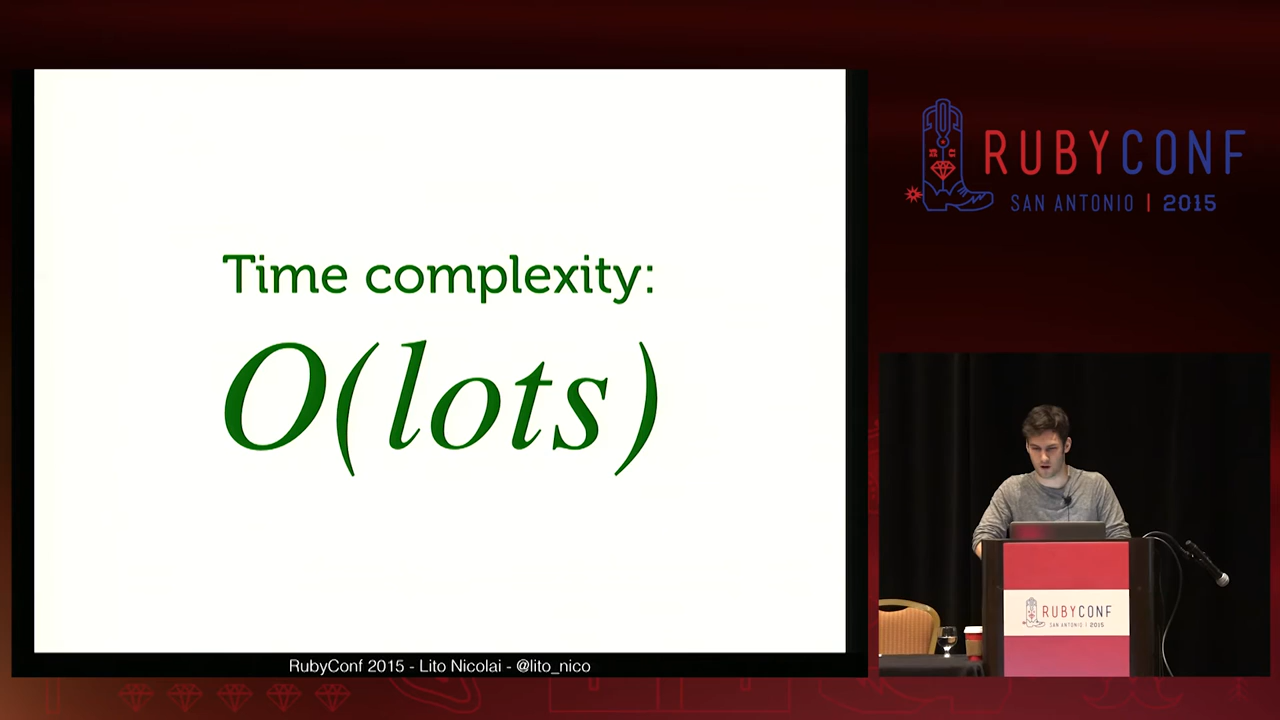 Time complexity:
O(lots)
RubyConf 2015 - Lito Nicolai - @lito_nico
RUBYCONF
SAN ANTONIO | 2015
RUBYCONF
SAN ANTONIO | 2015